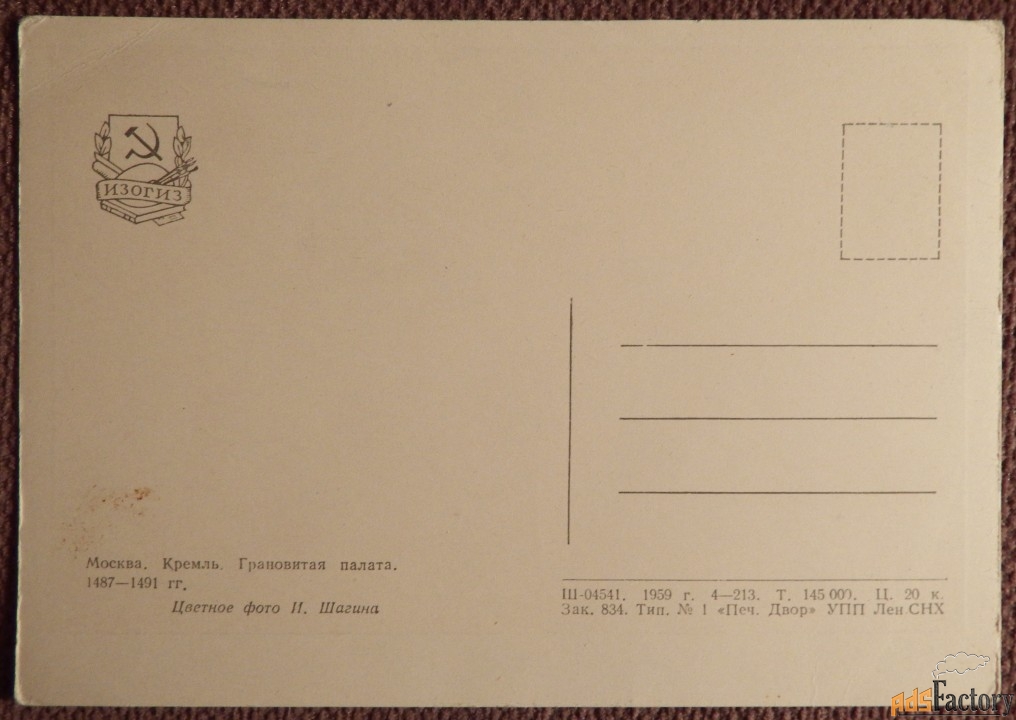 ИЗОГИЗ
Москва. Кремль. Грановитая палата.
1487—1491 гг.
Цветное фото И. Шагина
Ш-04541. 1959 г. 4—213. Т. 145 000. Ц. 20 к.
Зак. 834. Тип. № 1 «Печ. Двор» УПП Лен СНХ
AdsFactory